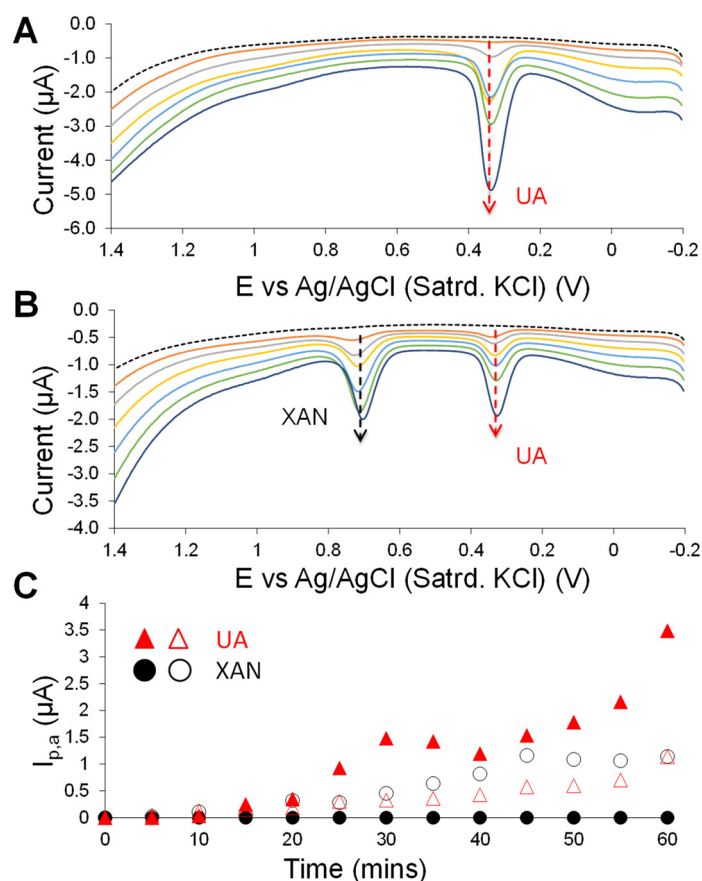 A
0.0
-1.0
-2.0
-3.0
-4.0
-5.0
-6.0
Current (µA)
UA
1.4 1.2 1 0.8 0.6 0.4 0.2 0 -0.2
E vs Ag/AgCl (Satrd. KCl) (V)
B
0.0
-0.5
-1.0
-1.5
-2.0
-2.5
-3.0
-3.5
-4.0
Current (µA)
XAN
UA
1.4 1.2 1 0.8 0.6 0.4 0.2 0 -0.2
E vs Ag/AgCl (Satrd. KCl) (V)
C
4
3.5
3
2.5
2
1.5
1
0.5
0
Ip,a (µA)
UA
XAN
0 10 20 30 40 50 60
Time (mins)